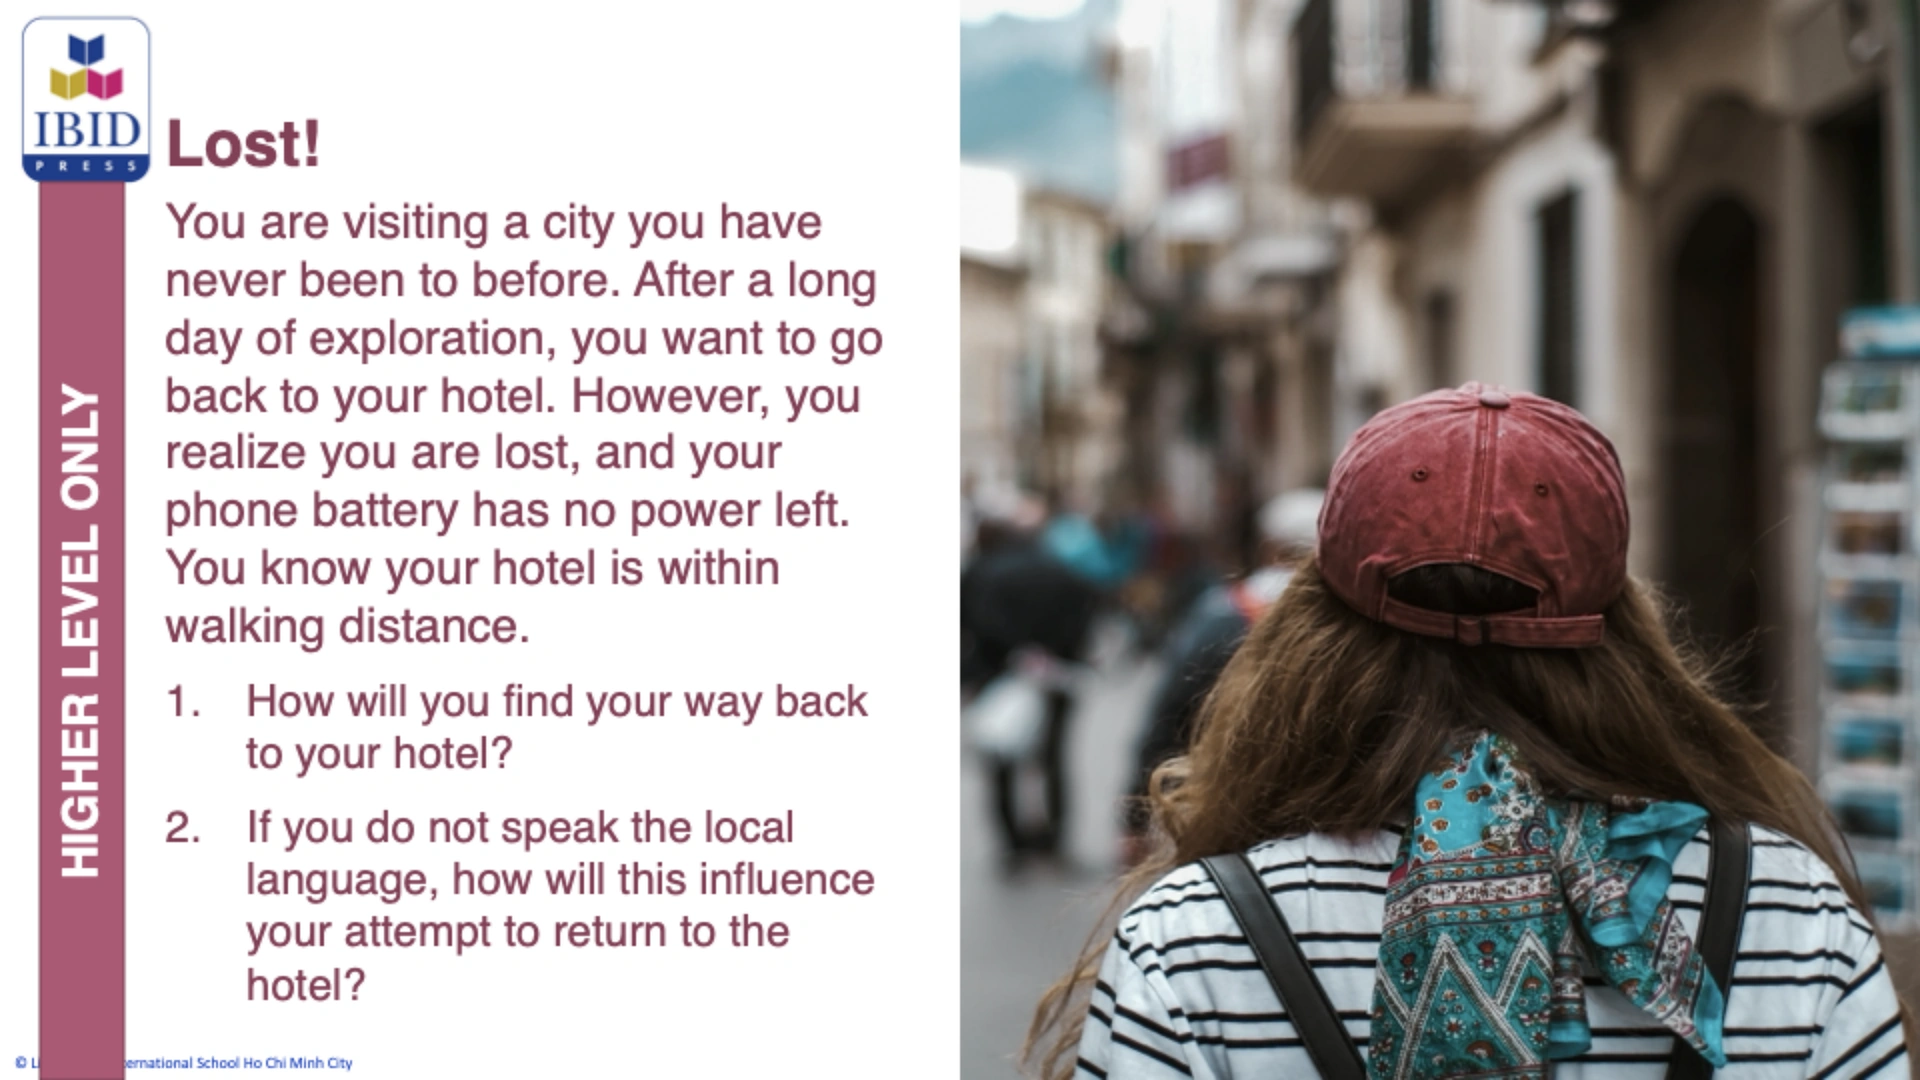 IBID
PRESS
Lost!
You are visiting a city you have
never been to before. After a long
day of exploration, you want to go
back to your hotel. However, you
realize you are lost, and your
phone battery has no power left.
You know your hotel is within
walking distance.
1. How will you find your way back
to your hotel?
2. If you do not speak the local
language, how will this influence
your attempt to return to the
hotel?
HIGHER LEVEL ONLY
© International School Ho Chi Minh City